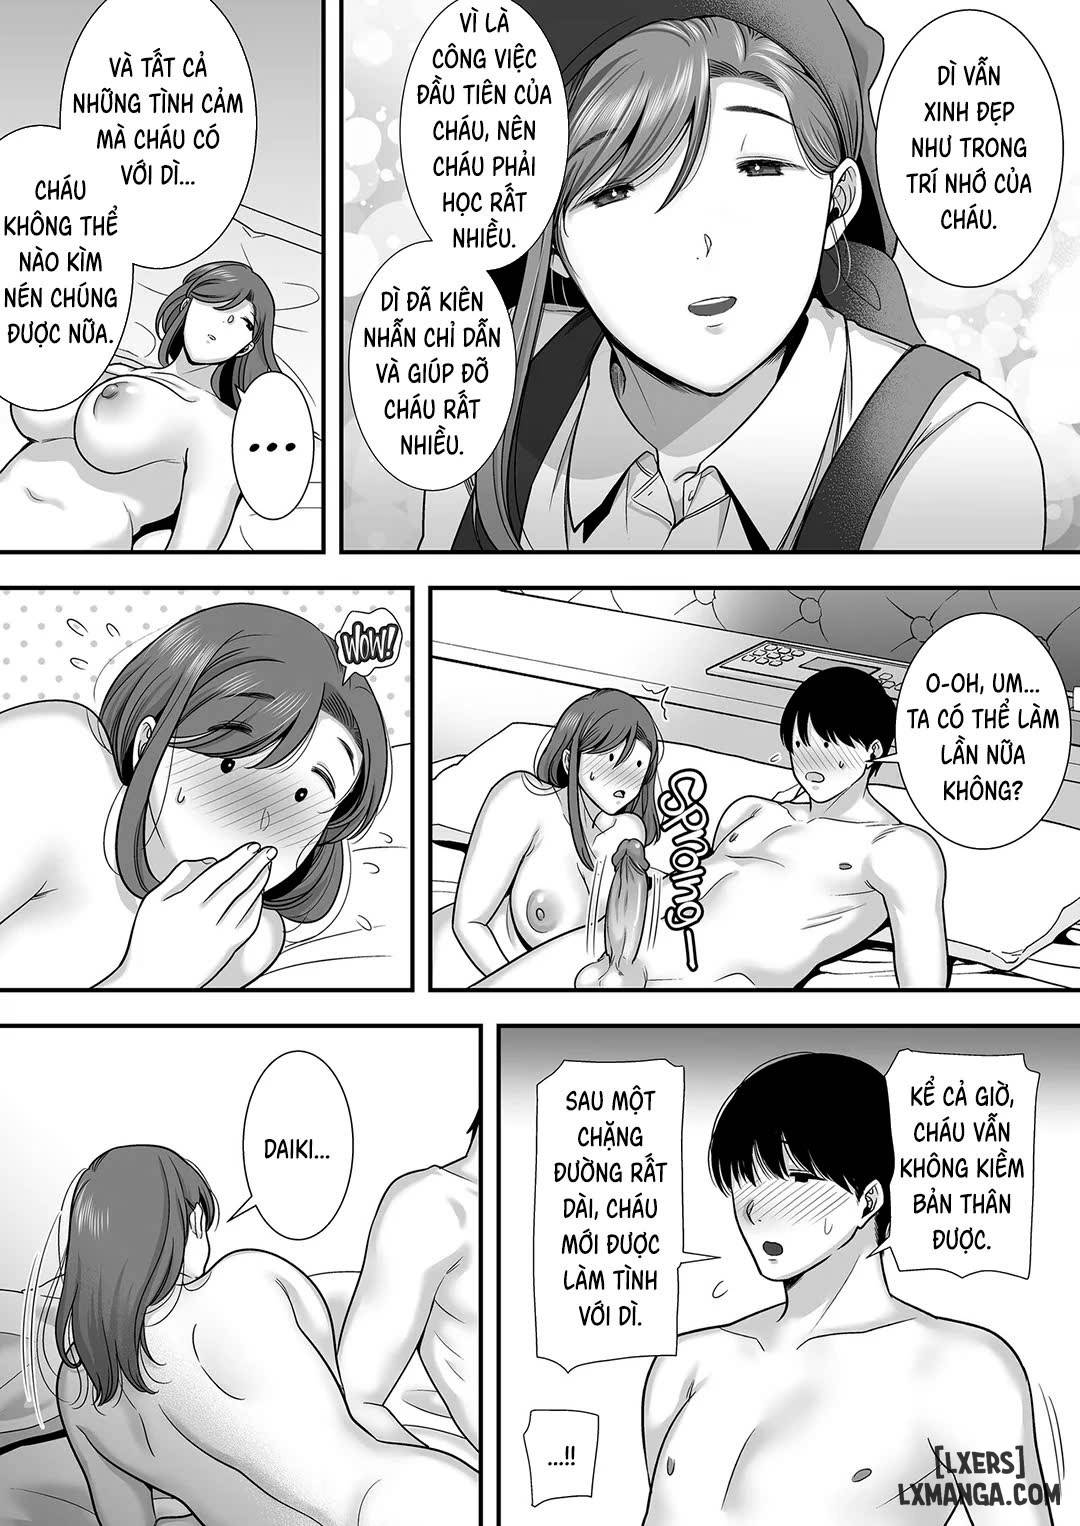 DÌ VẪN
XINH ĐẸP
NHƯ TRONG
TRÍ NHỚ CỦA
CHÁU.
VÌ LÀ
CÔNG VIỆC
ĐẦU TIÊN CỦA
CHÁU, NÊN
CHÁU PHẢI
HỌC RẤT
NHIỀU.
DÌ ĐÃ KIÊN
NHẪN CHỈ DẪN
VÀ GIÚP ĐỠ
CHÁU RẤT
NHIỀU.
VÀ TẤT CẢ
NHỮNG TÌNH CẢM
MÀ CHÁU CÓ
VỚI DÌ...
CHÁU
KHÔNG THỂ
NÀO KÌM
NÉN CHÚNG
ĐƯỢC NỮA.
...
O-OH, UM...
TA CÓ THỂ LÀM
LẦN NỮA
KHÔNG?
SPROING
WOW!
KỂ CẢ GIỜ,
CHÁU VẪN
KHÔNG KIỀM
BẢN THÂN
ĐƯỢC.
SAU MỘT
CHẶNG
ĐƯỜNG RẤT
DÀI, CHÁU
MỚI ĐƯỢC
LÀM TÌNH
VỚI DÌ.
...!!
DAIKI...
[LXERS]
LXMANGA.COM